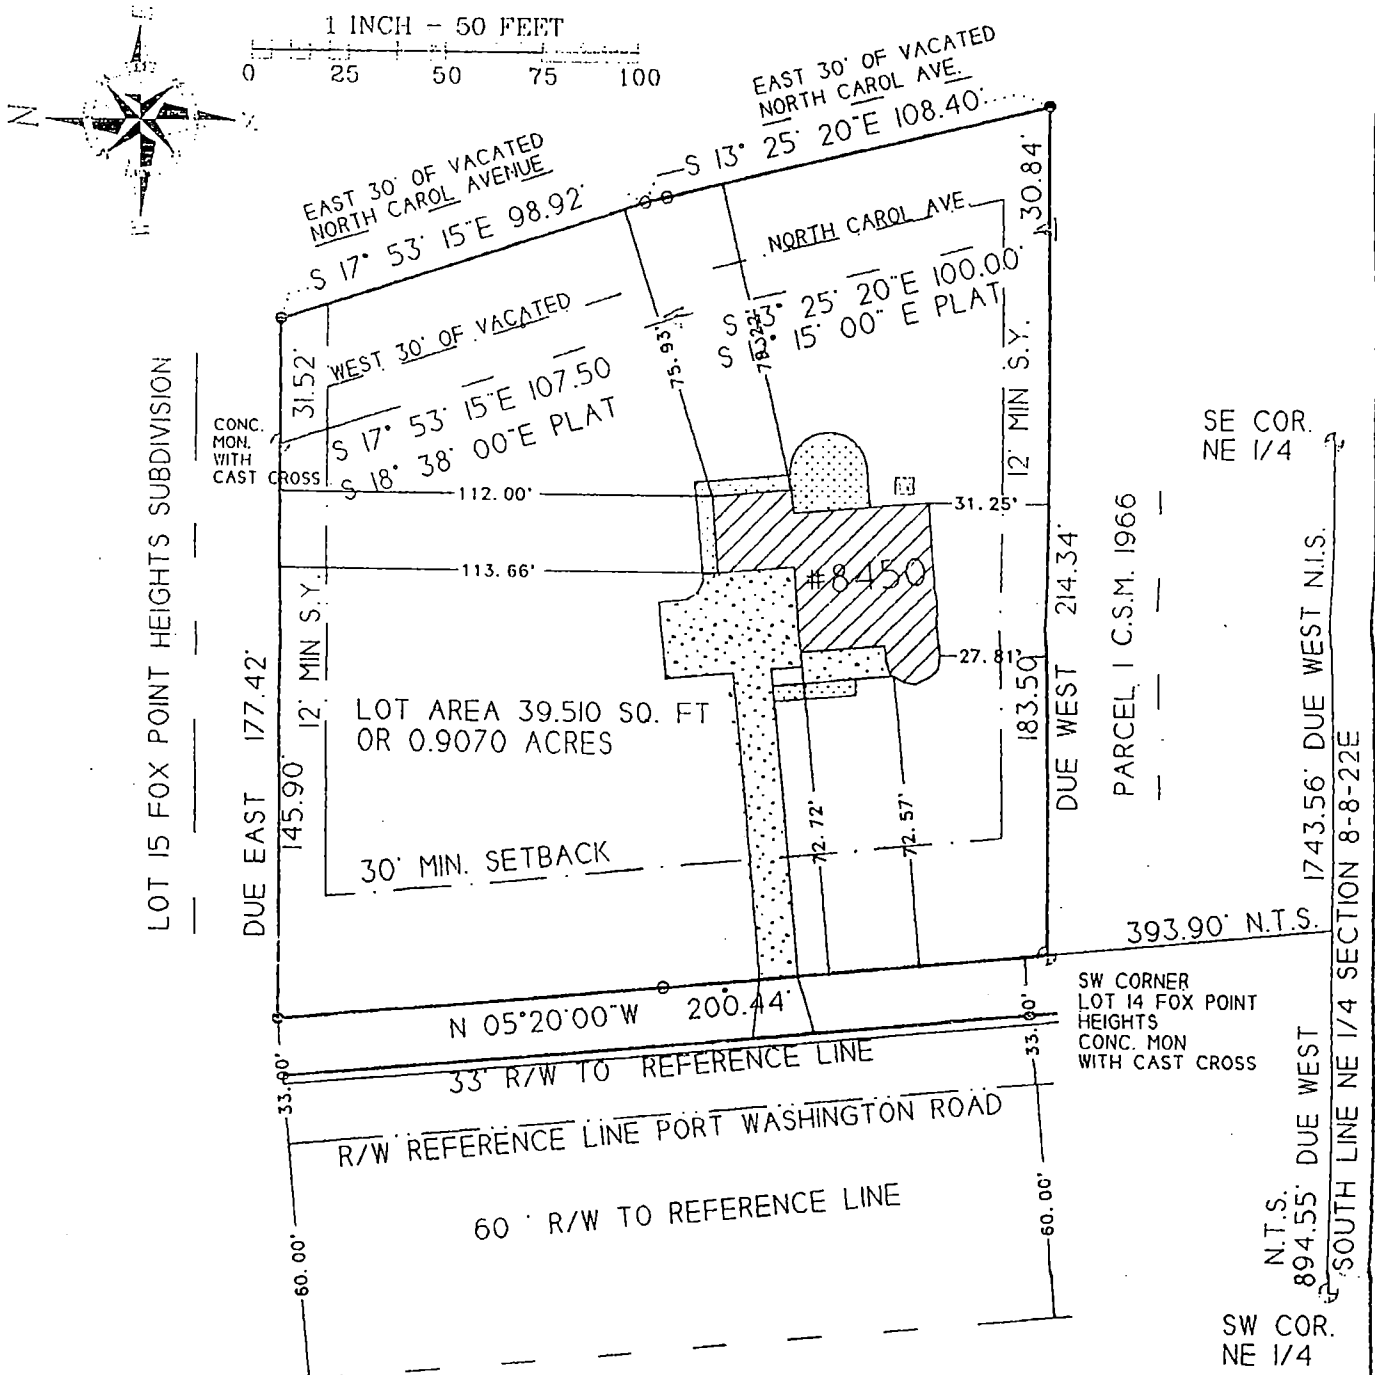 1 INCH - 50 FEET
0 25 50 75 100
N
EAST 30' OF VACATED
NORTH CAROL AVE.
S 13° 25' 20"E 108.40'
EAST 30' OF VACATED
NORTH CAROL AVENUE
S 17° 53' 15"E 98.92'
30.84'
NORTH CAROL AVE.
WEST 30' OF VACATED
S 13° 25' 20"E 100.00'
15' 00" E PLAT
S 17° 53' 15"E 107.50
S 18° 38' 00"E PLAT
31.52'
75.93'
CONC.
MON.
WITH
CAST CROSS
LOT 15 FOX POINT HEIGHTS SUBDIVISION
112.00'
113.66'
31.25'
#8450
27.81'
12' MIN S.Y.
12' MIN S.Y.
DUE EAST 177.42'
145.90'
183.50'
DUE WEST 214.34'
PARCEL 1 C.S.M. 1966
LOT AREA 39.510 SQ. FT
OR 0.9070 ACRES
72.72'
72.57'
30' MIN. SETBACK
SE COR.
NE 1/4
1743.56' DUE WEST N.I.S.
SOUTH LINE NE 1/4 SECTION 8-8-22E
393.90' N.T.S.
N 05°20'00"W 200.44'
SW CORNER
LOT 14 FOX POINT
HEIGHTS
CONC. MON
WITH CAST CROSS
33.00'
33' R/W TO REFERENCE LINE
R/W REFERENCE LINE PORT WASHINGTON ROAD
60' R/W TO REFERENCE LINE
60.00'
60.00'
N.T.S.
894.55' DUE WEST
SW COR.
NE 1/4